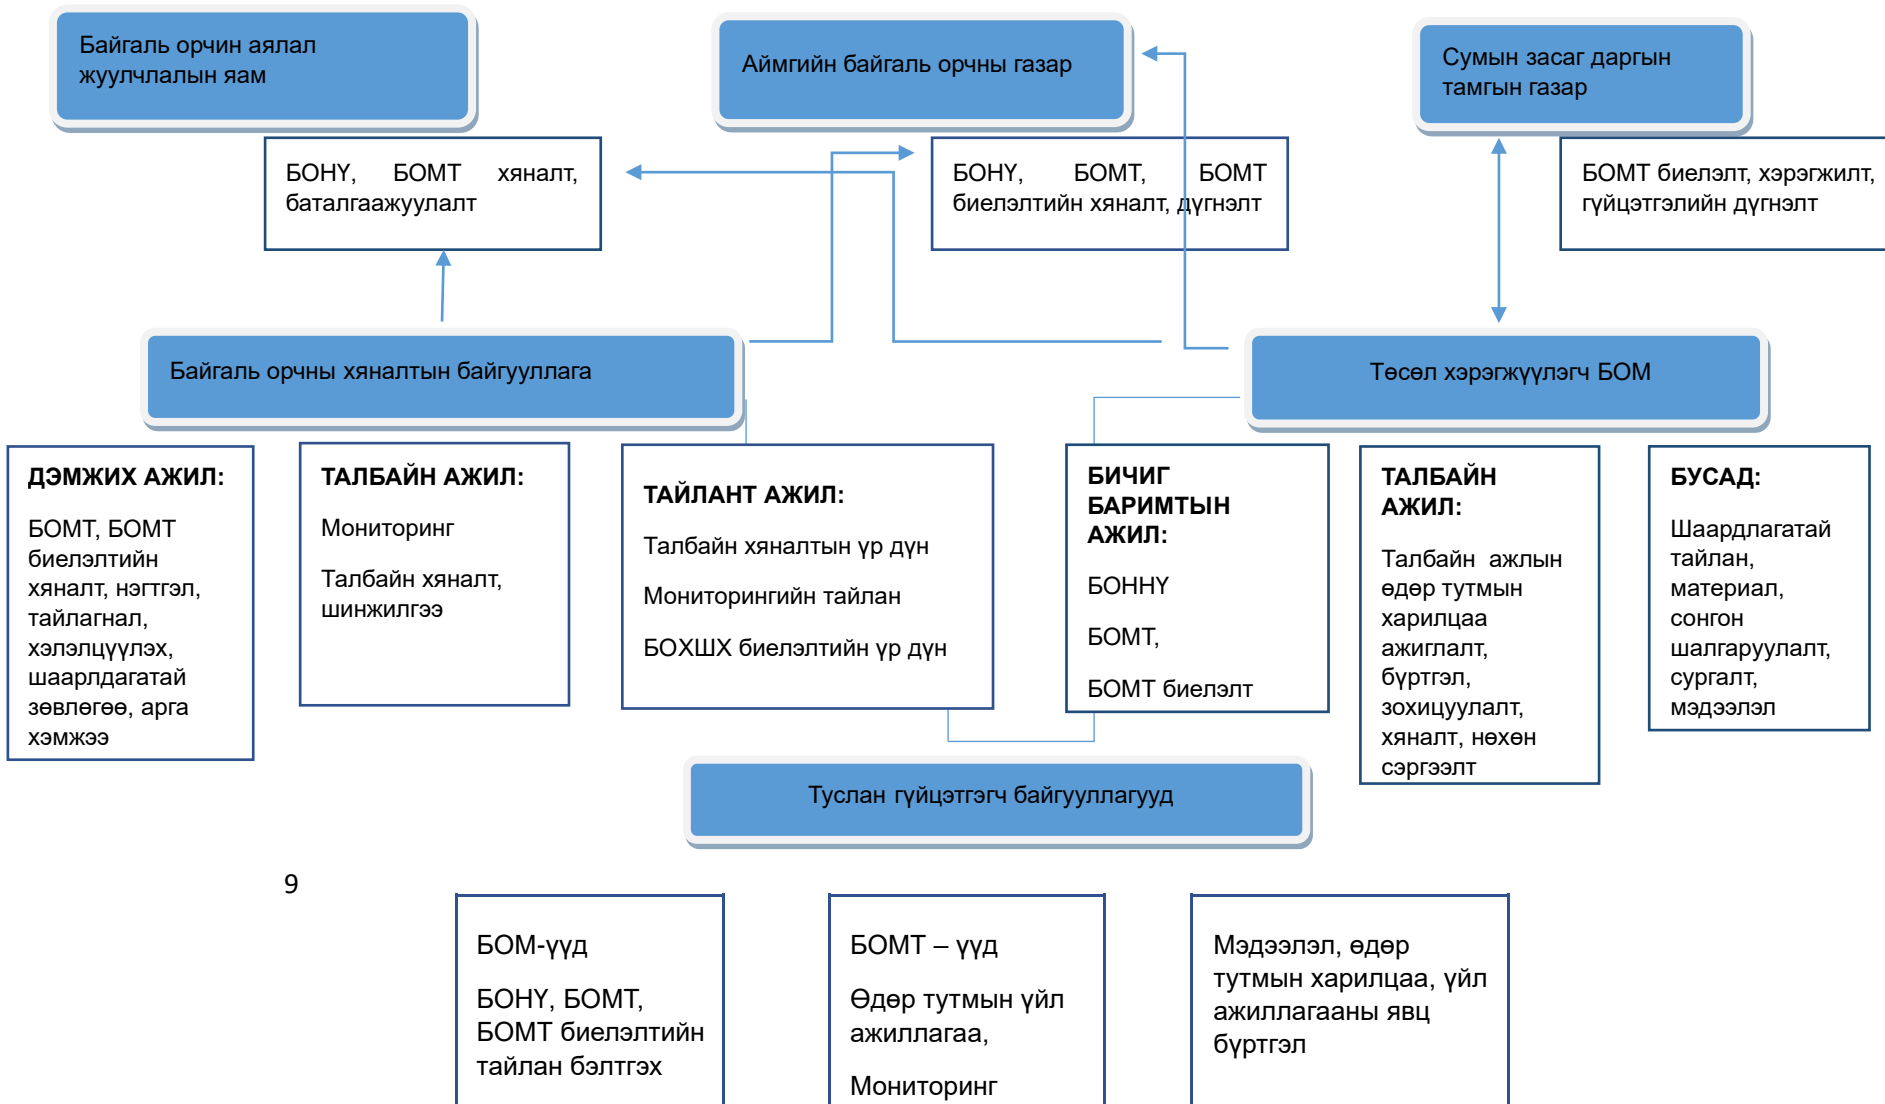 Байгаль орчин аялал
жуулчлалын яам
Аймгийн байгаль орчны газар
Сумын засаг даргын
тамгын газар
БОНҮ, БОМТ хяналт,
баталгаажуулалт
БОНҮ, БОМТ, БОМТ
биелэлтийн хяналт, дүгнэлт
БОМТ биелэлт, хэрэгжилт,
гүйцэтгэлийн дүгнэлт
Байгаль орчны хяналтын байгууллага
Төсөл хэрэгжүүлэгч БОМ
ДЭМЖИХ АЖИЛ:
БОМТ, БОМТ
биелэлтийн
хяналт, нэгтгэл,
тайлагнал,
хэлэлцүүлэх,
шаарлдагатай
зөвлөгөө, арга
хэмжээ
ТАЛБАЙН АЖИЛ:
Мониторинг
Талбайн хяналт,
шинжилгээ
ТАЙЛАНТ АЖИЛ:
Талбайн хяналтын үр дүн
Мониторингийн тайлан
БОХШХ биелэлтийн үр дүн
БИЧИГ
БАРИМТЫН
АЖИЛ:
БОННҮ
БОМТ,
БОМТ биелэлт
ТАЛБАЙН
АЖИЛ:
Талбайн ажлын
өдөр тутмын
харилцаа
ажиглалт,
бүртгэл,
зохицуулалт,
хяналт, нөхөн
сэргээлт
БУСАД:
Шаардлагатай
тайлан,
материал,
сонгон
шалгаруулалт,
сургалт,
мэдээлэл
Туслан гүйцэтгэгч байгууллагууд
9
БОМ-үүд
БОНҮ, БОМТ,
БОМТ биелэлтийн
тайлан бэлтгэх
БОМТ – үүд
Өдөр тутмын үйл
ажиллагаа,
Мониторинг
Мэдээлэл, өдөр
тутмын харилцаа, үйл
ажиллагааны явц
бүртгэл